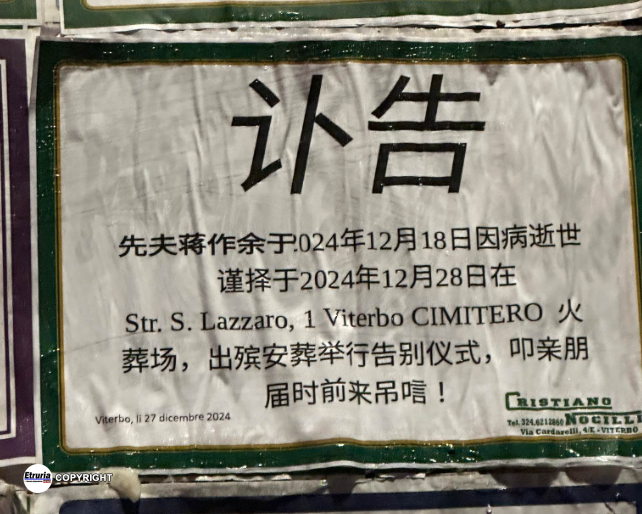 讣告
先夫蒋作余于2024年12月18日因病逝世
谨择于2024年12月28日在
Str. S. Lazzaro, 1 Viterbo CIMITERO 火
葬场，出殡安葬举行告别仪式，叩亲朋
届时前来吊唁！
Viterbo, li 27 dicembre 2024
CRISTIANO
NOCILLI
Tel. 324.6212860
Via Cardarelli, 4/E - VITERBO
Etruria
COPYRIGHT